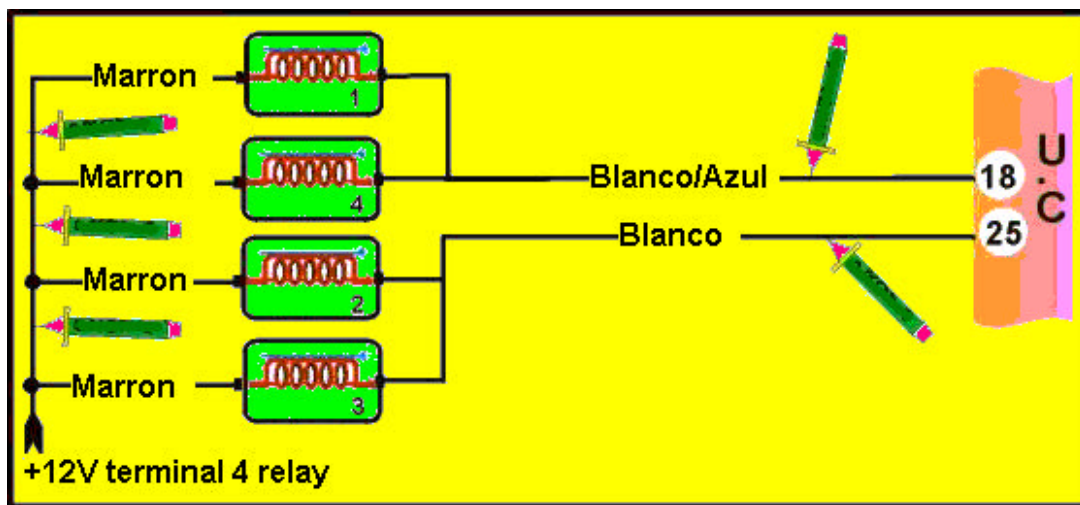 Marron
1
Marron
4
Blanco/Azul
18
U.C
Blanco
25
Marron
2
Marron
3
+12V terminal 4 relay